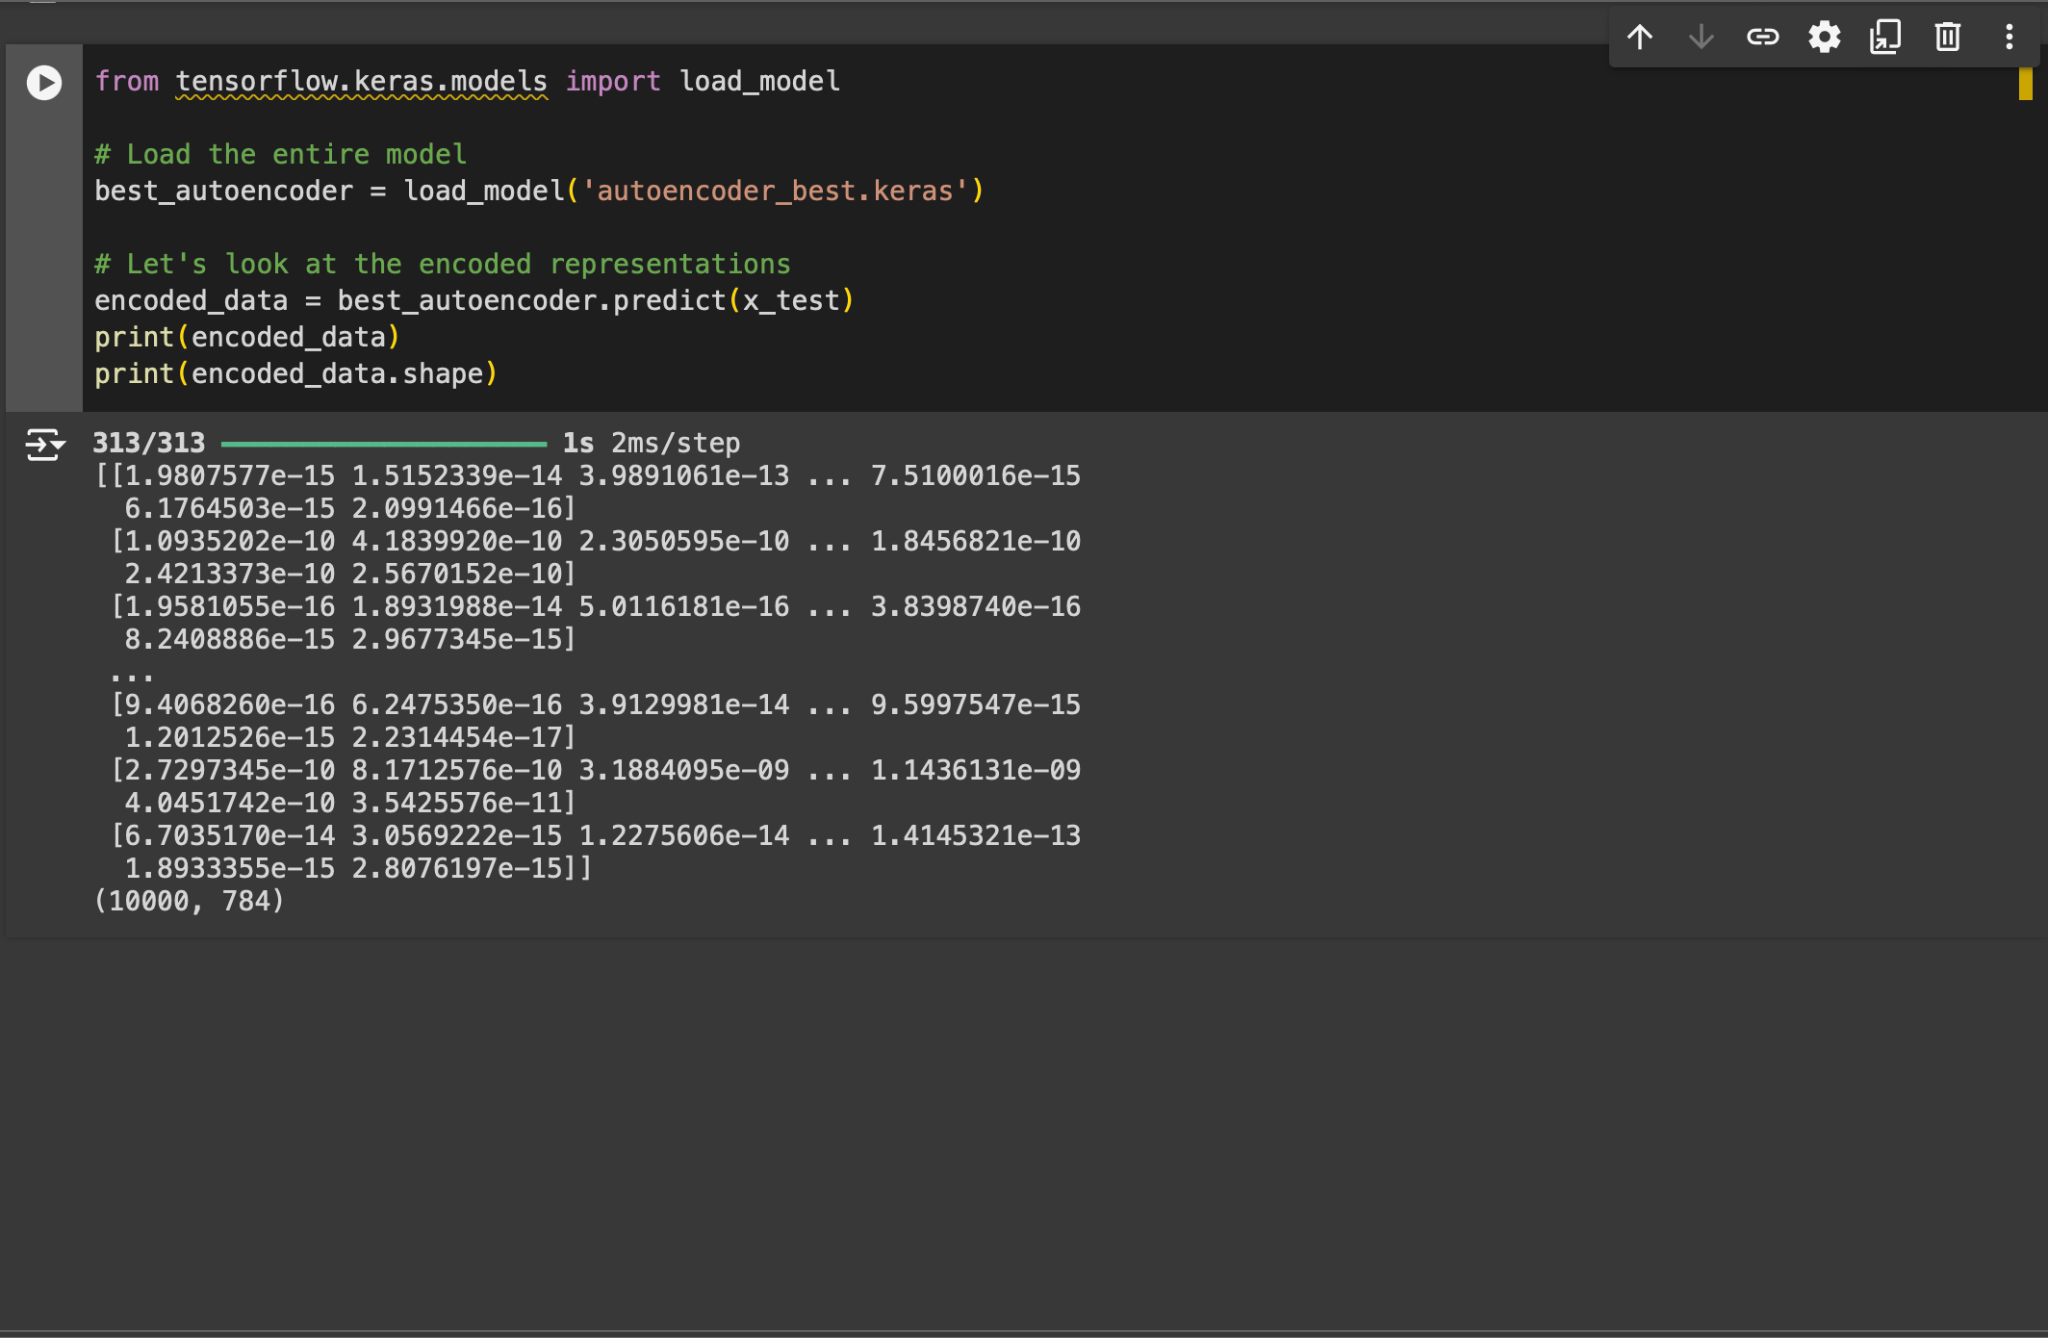 from tensorflow.keras.models import load_model
# Load the entire model
best_autoencoder = load_model('autoencoder_best.keras')
# Let's look at the encoded representations
encoded_data = best_autoencoder.predict(x_test)
print(encoded_data)
print(encoded_data.shape)
313/313 1s 2ms/step
[[1.9807577e-15 1.5152339e-14 3.9891061e-13 ... 7.5100016e-15
6.1764503e-15 2.0991466e-16]
[1.0935202e-10 4.1839920e-10 2.3050595e-10 ... 1.8456821e-10
2.4213373e-10 2.5670152e-10]
[1.9581055e-16 1.8931988e-14 5.0116181e-16 ... 3.8398740e-16
8.2408886e-15 2.9677345e-15]
...
[9.4068260e-16 6.2475350e-16 3.9129981e-14 ... 9.5997547e-15
1.2012526e-15 2.2314454e-17]
[2.7297345e-10 8.1712576e-10 3.1884095e-09 ... 1.1436131e-09
4.0451742e-10 3.5425576e-11]
[6.7035170e-14 3.0569222e-15 1.2275606e-14 ... 1.4145321e-13
1.8933355e-15 2.8076197e-15]]
(10000, 784)